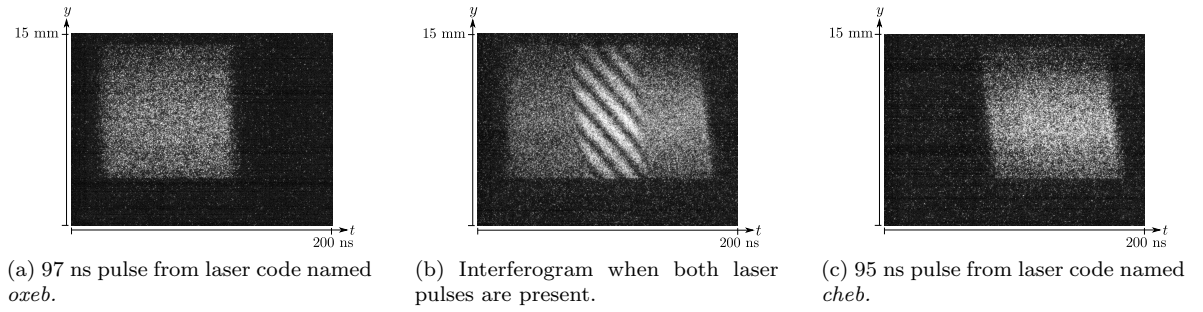 y
15 mm
t
200 ns
(a) 97 ns pulse from laser code named
oxeb.
y
15 mm
t
200 ns
(b) Interferogram when both laser
pulses are present.
y
15 mm
t
200 ns
(c) 95 ns pulse from laser code named
cheb.